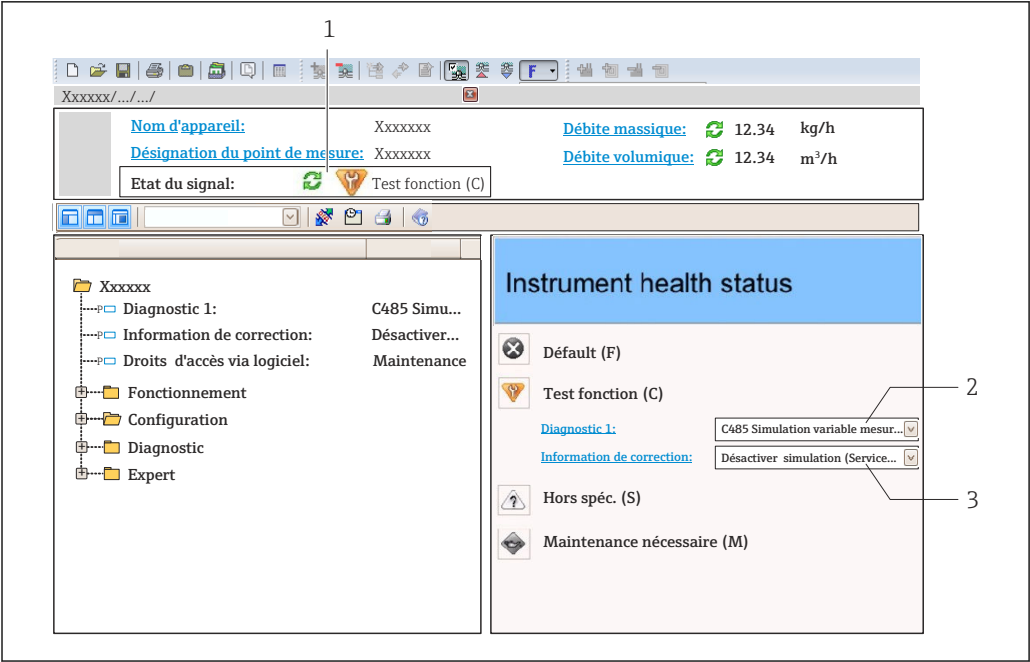 1
F
Xxxxxx/.../.../
Nom d'appareil: Xxxxxxx Débite massique: 12.34 kg/h
Désignation du point de mesure: Xxxxxxx Débite volumique: 12.34 m³/h
Etat du signal: Test fonction (C)
Instrument health status
Xxxxxx
Diagnostic 1: C485 Simu...
Information de correction: Désactiver...
Droits d'accès via logiciel: Maintenance
Fonctionnement
Configuration
Diagnostic
Expert
Défault (F)
Test fonction (C)
2
Diagnostic 1: C485 Simulation variable mesur...
Information de correction: Désactiver simulation (Service...
3
Hors spéc. (S)
Maintenance nécessaire (M)